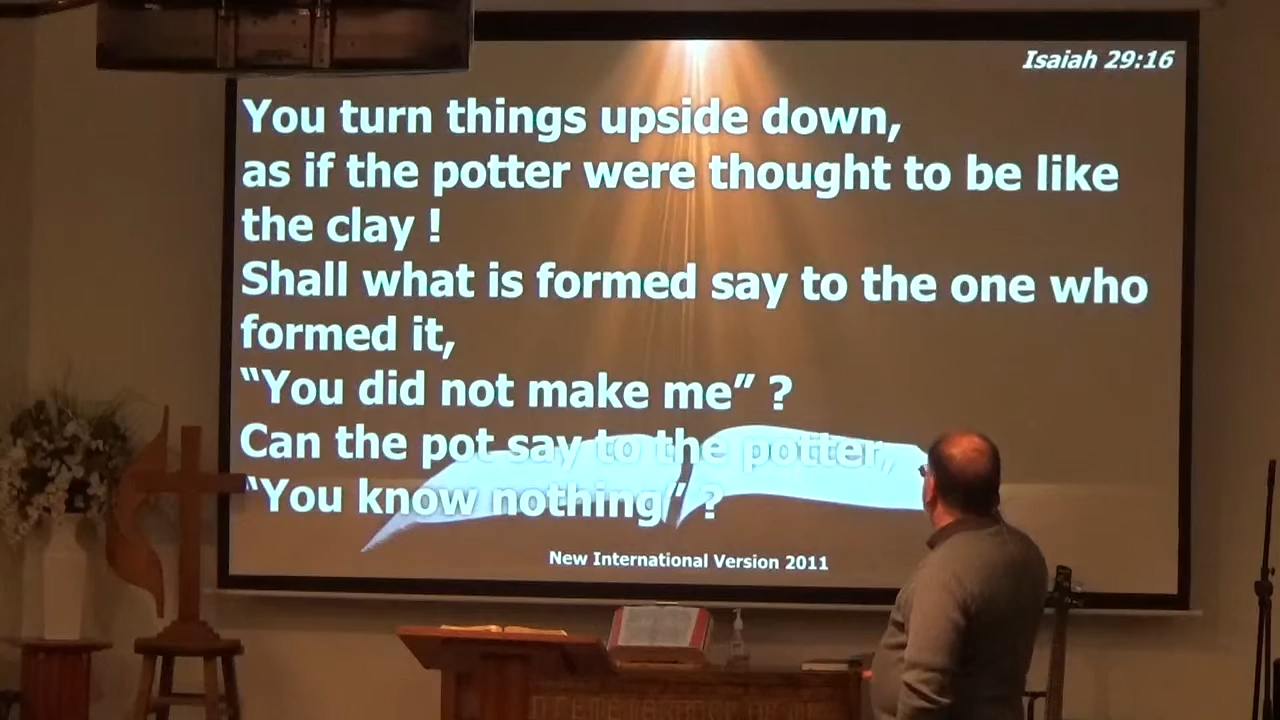 Isaiah 29:16
You turn things upside down,
as if the potter were thought to be like
the clay !
Shall what is formed say to the one who
formed it,
“You did not make me” ?
Can the pot say to the potter,
“You know nothing” ?
New International Version 2011